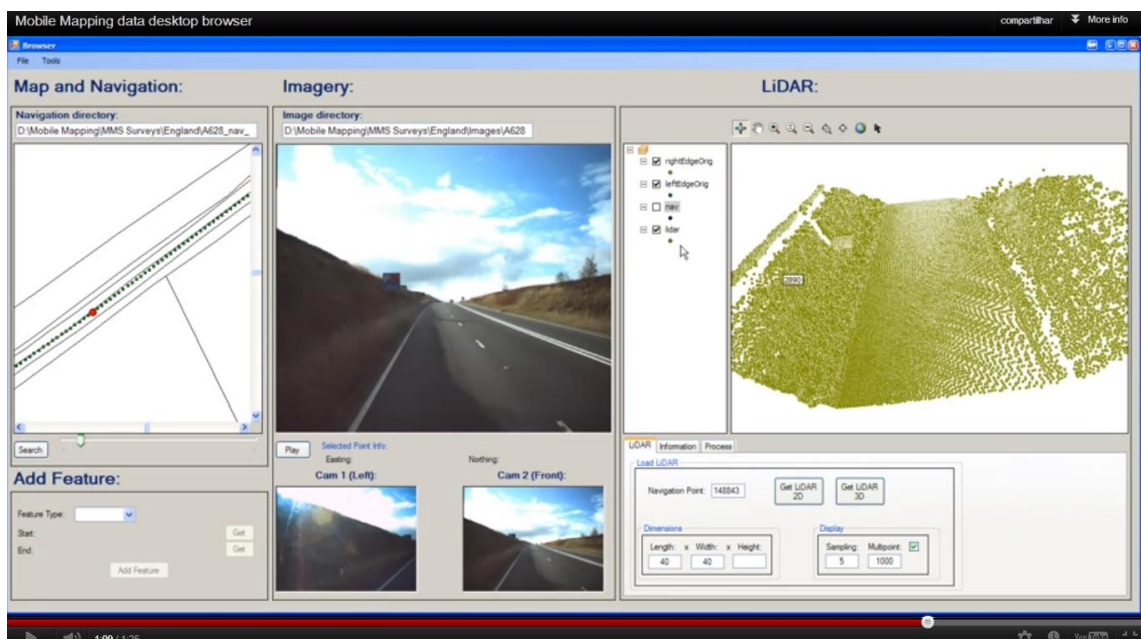 Mobile Mapping data desktop browser
compartilhar More info
Browser
File Tools
Map and Navigation:
Imagery:
LiDAR:
Navigation directory:
D:\Mobile Mapping\MMS Surveys\England\A628_nav_
Image directory:
D:\Mobile Mapping\MMS Surveys\England\Images\A628
rightEdgeOrig
leftEdgeOrig
nav
lidar
2890
Search
Play
Selected Point Info:
Easting: Northing:
Cam 1 (Left): Cam 2 (Front):
Add Feature:
Feature Type:
Start: Get
End: Get
Add Feature
LiDAR Information Process
Load LiDAR
Navigation Point: 148843
Get LiDAR 2D
Get LiDAR 3D
Dimensions
Length: x Width: x Height:
40 40
Display
Sampling: Multipoint:
5 1000
1:09 / 1:25
YouTube